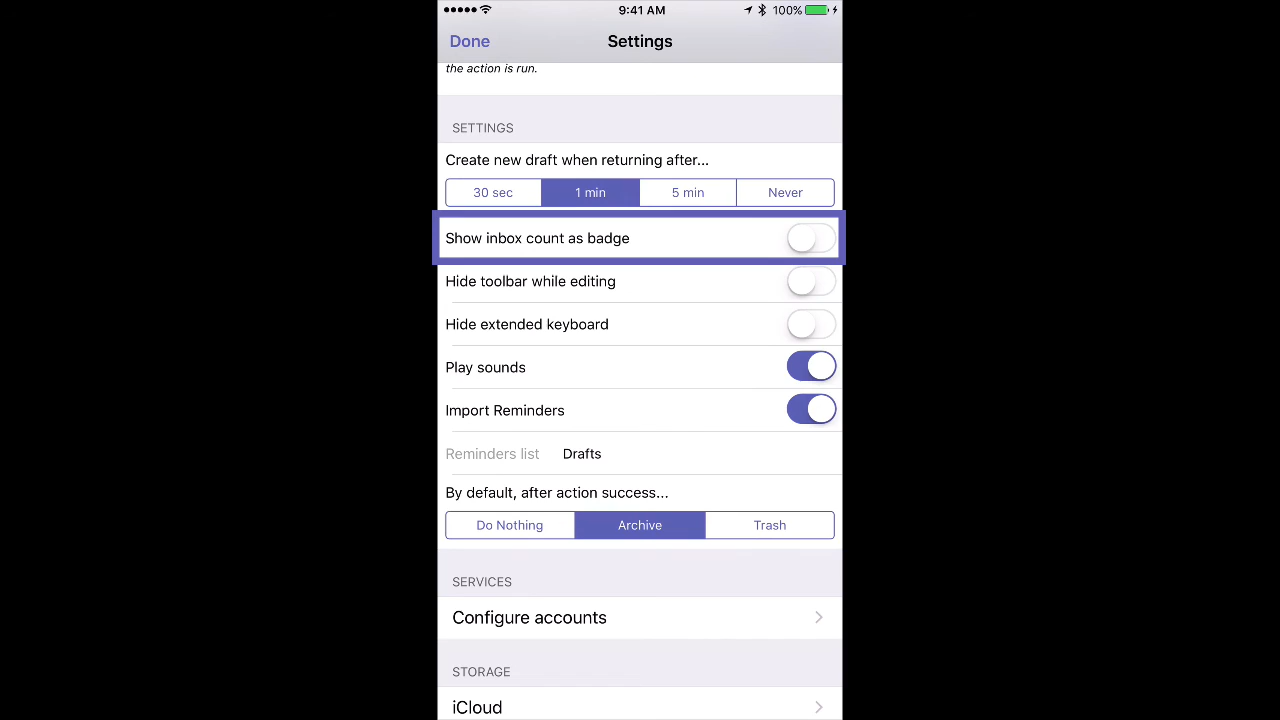 9:41 AM
100%
Done
Settings
the action is run.
SETTINGS
Create new draft when returning after...
30 sec
1 min
5 min
Never
Show inbox count as badge
Hide toolbar while editing
Hide extended keyboard
Play sounds
Import Reminders
Reminders list Drafts
By default, after action success...
Do Nothing
Archive
Trash
SERVICES
Configure accounts
STORAGE
iCloud